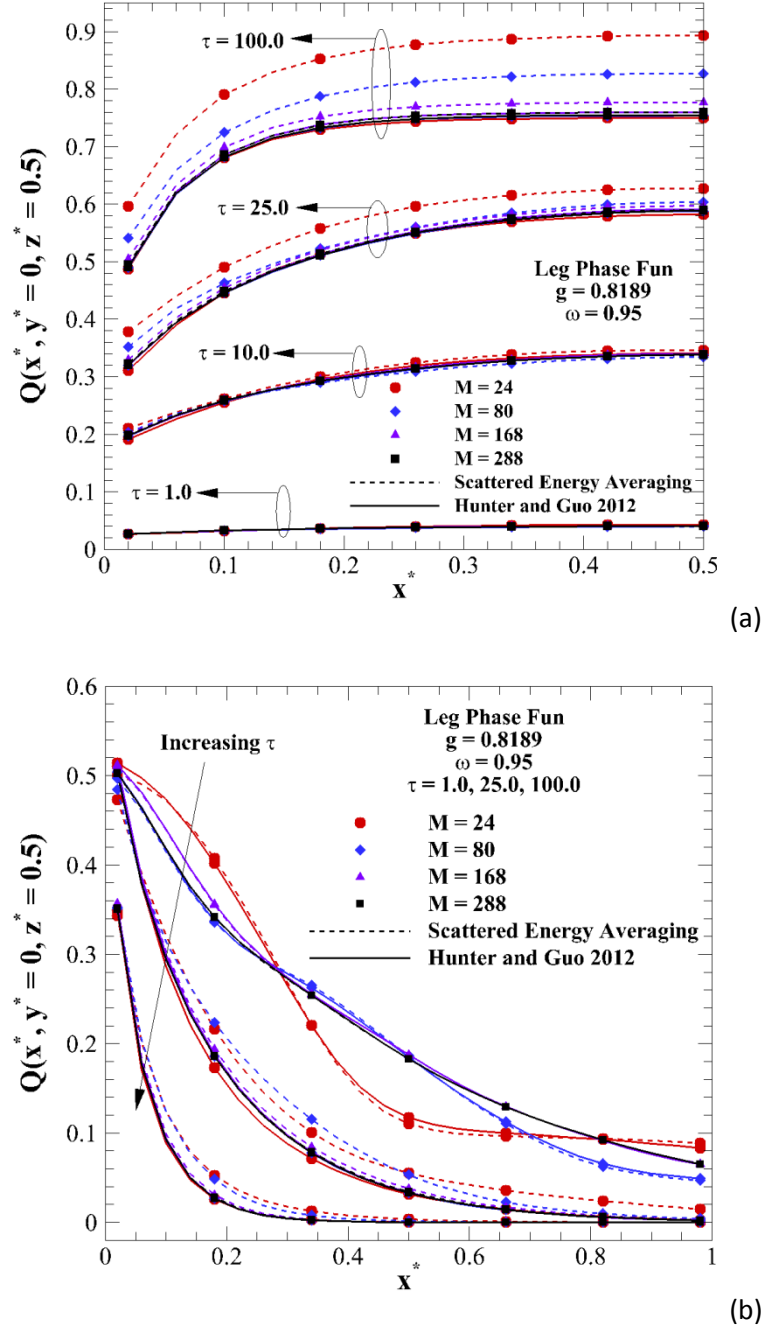 0.9
0.8
0.7
0.6
0.5
0.4
0.3
0.2
0.1
0
Q(x*, y* = 0, z* = 0.5)
τ = 100.0
τ = 25.0
Leg Phase Fun
g = 0.8189
ω = 0.95
τ = 10.0
M = 24
M = 80
M = 168
M = 288
τ = 1.0
Scattered Energy Averaging
Hunter and Guo 2012
0 0.1 0.2 0.3 0.4 0.5
x*
(a)
0.6
0.5
0.4
0.3
0.2
0.1
0
Q(x*, y* = 0, z* = 0.5)
Increasing τ
Leg Phase Fun
g = 0.8189
ω = 0.95
τ = 1.0, 25.0, 100.0
M = 24
M = 80
M = 168
M = 288
Scattered Energy Averaging
Hunter and Guo 2012
0 0.2 0.4 0.6 0.8 1
x*
(b)